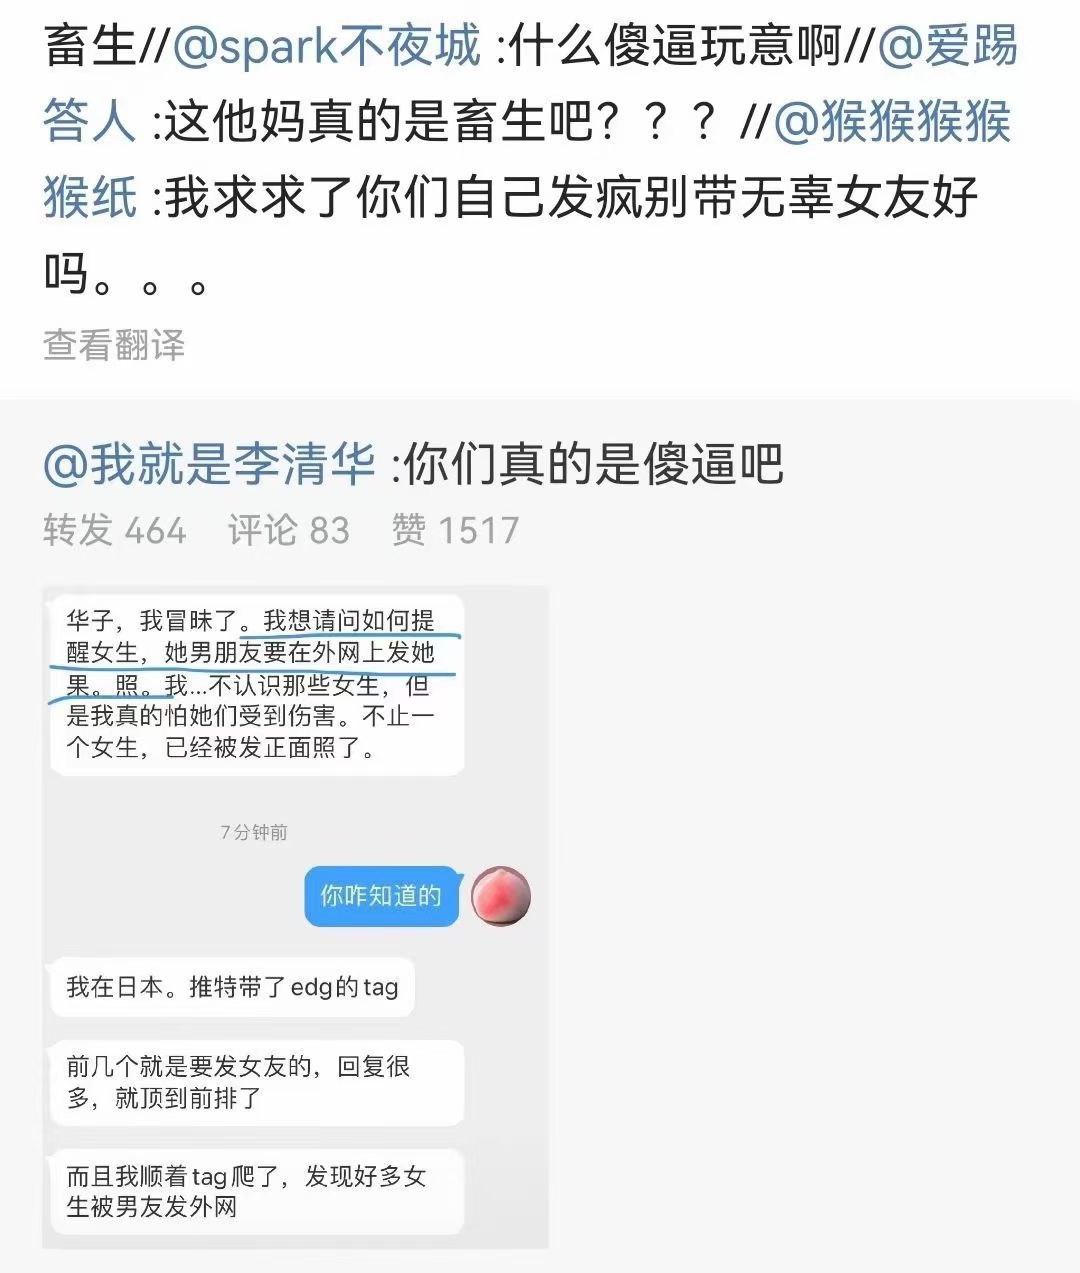 畜生//@spark不夜城 :什么傻逼玩意啊//@爱踢
答人 :这他妈真的是畜生吧？？？//@猴猴猴猴
猴纸 :我求求了你们自己发疯别带无辜女友好
吗。。。
查看翻译
@我就是李清华 :你们真的是傻逼吧
转发 464 评论 83 赞 1517
华子，我冒昧了。我想请问如何提
醒女生，她男朋友要在外网上发她
果。照。我...不认识那些女生，但
是我真的怕她们受到伤害。不止一
个女生，已经被发正面照了。
7分钟前
你咋知道的
我在日本。推特带了edg的tag
前几个就是要发女友的，回复很
多，就顶到前排了
而且我顺着tag爬了，发现好多女
生被男友发外网